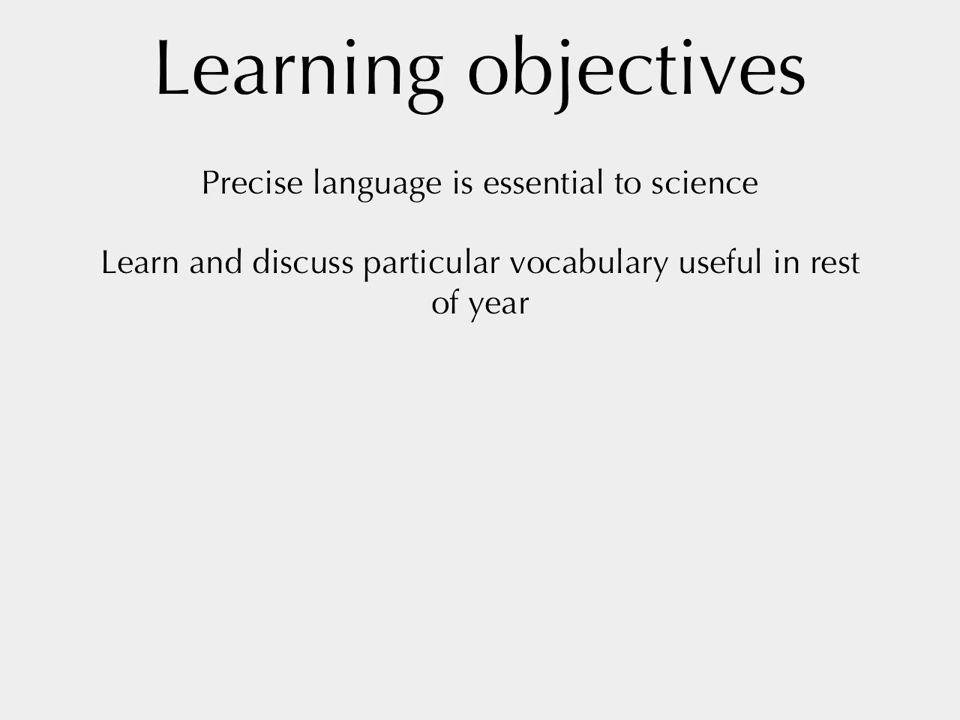 Learning objectives
Precise language is essential to science
Learn and discuss particular vocabulary useful in rest
of year